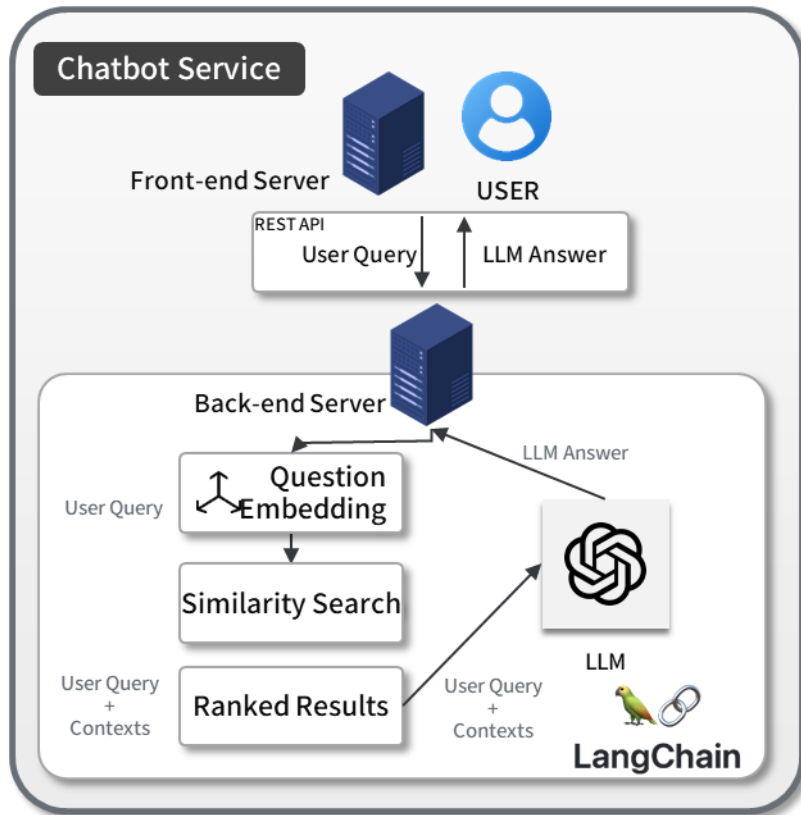 Chatbot Service
Front-end Server
USER
REST API
User Query
LLM Answer
Back-end Server
LLM Answer
User Query
Question
Embedding
Similarity Search
User Query
+
Contexts
Ranked Results
User Query
+
Contexts
LLM
LangChain